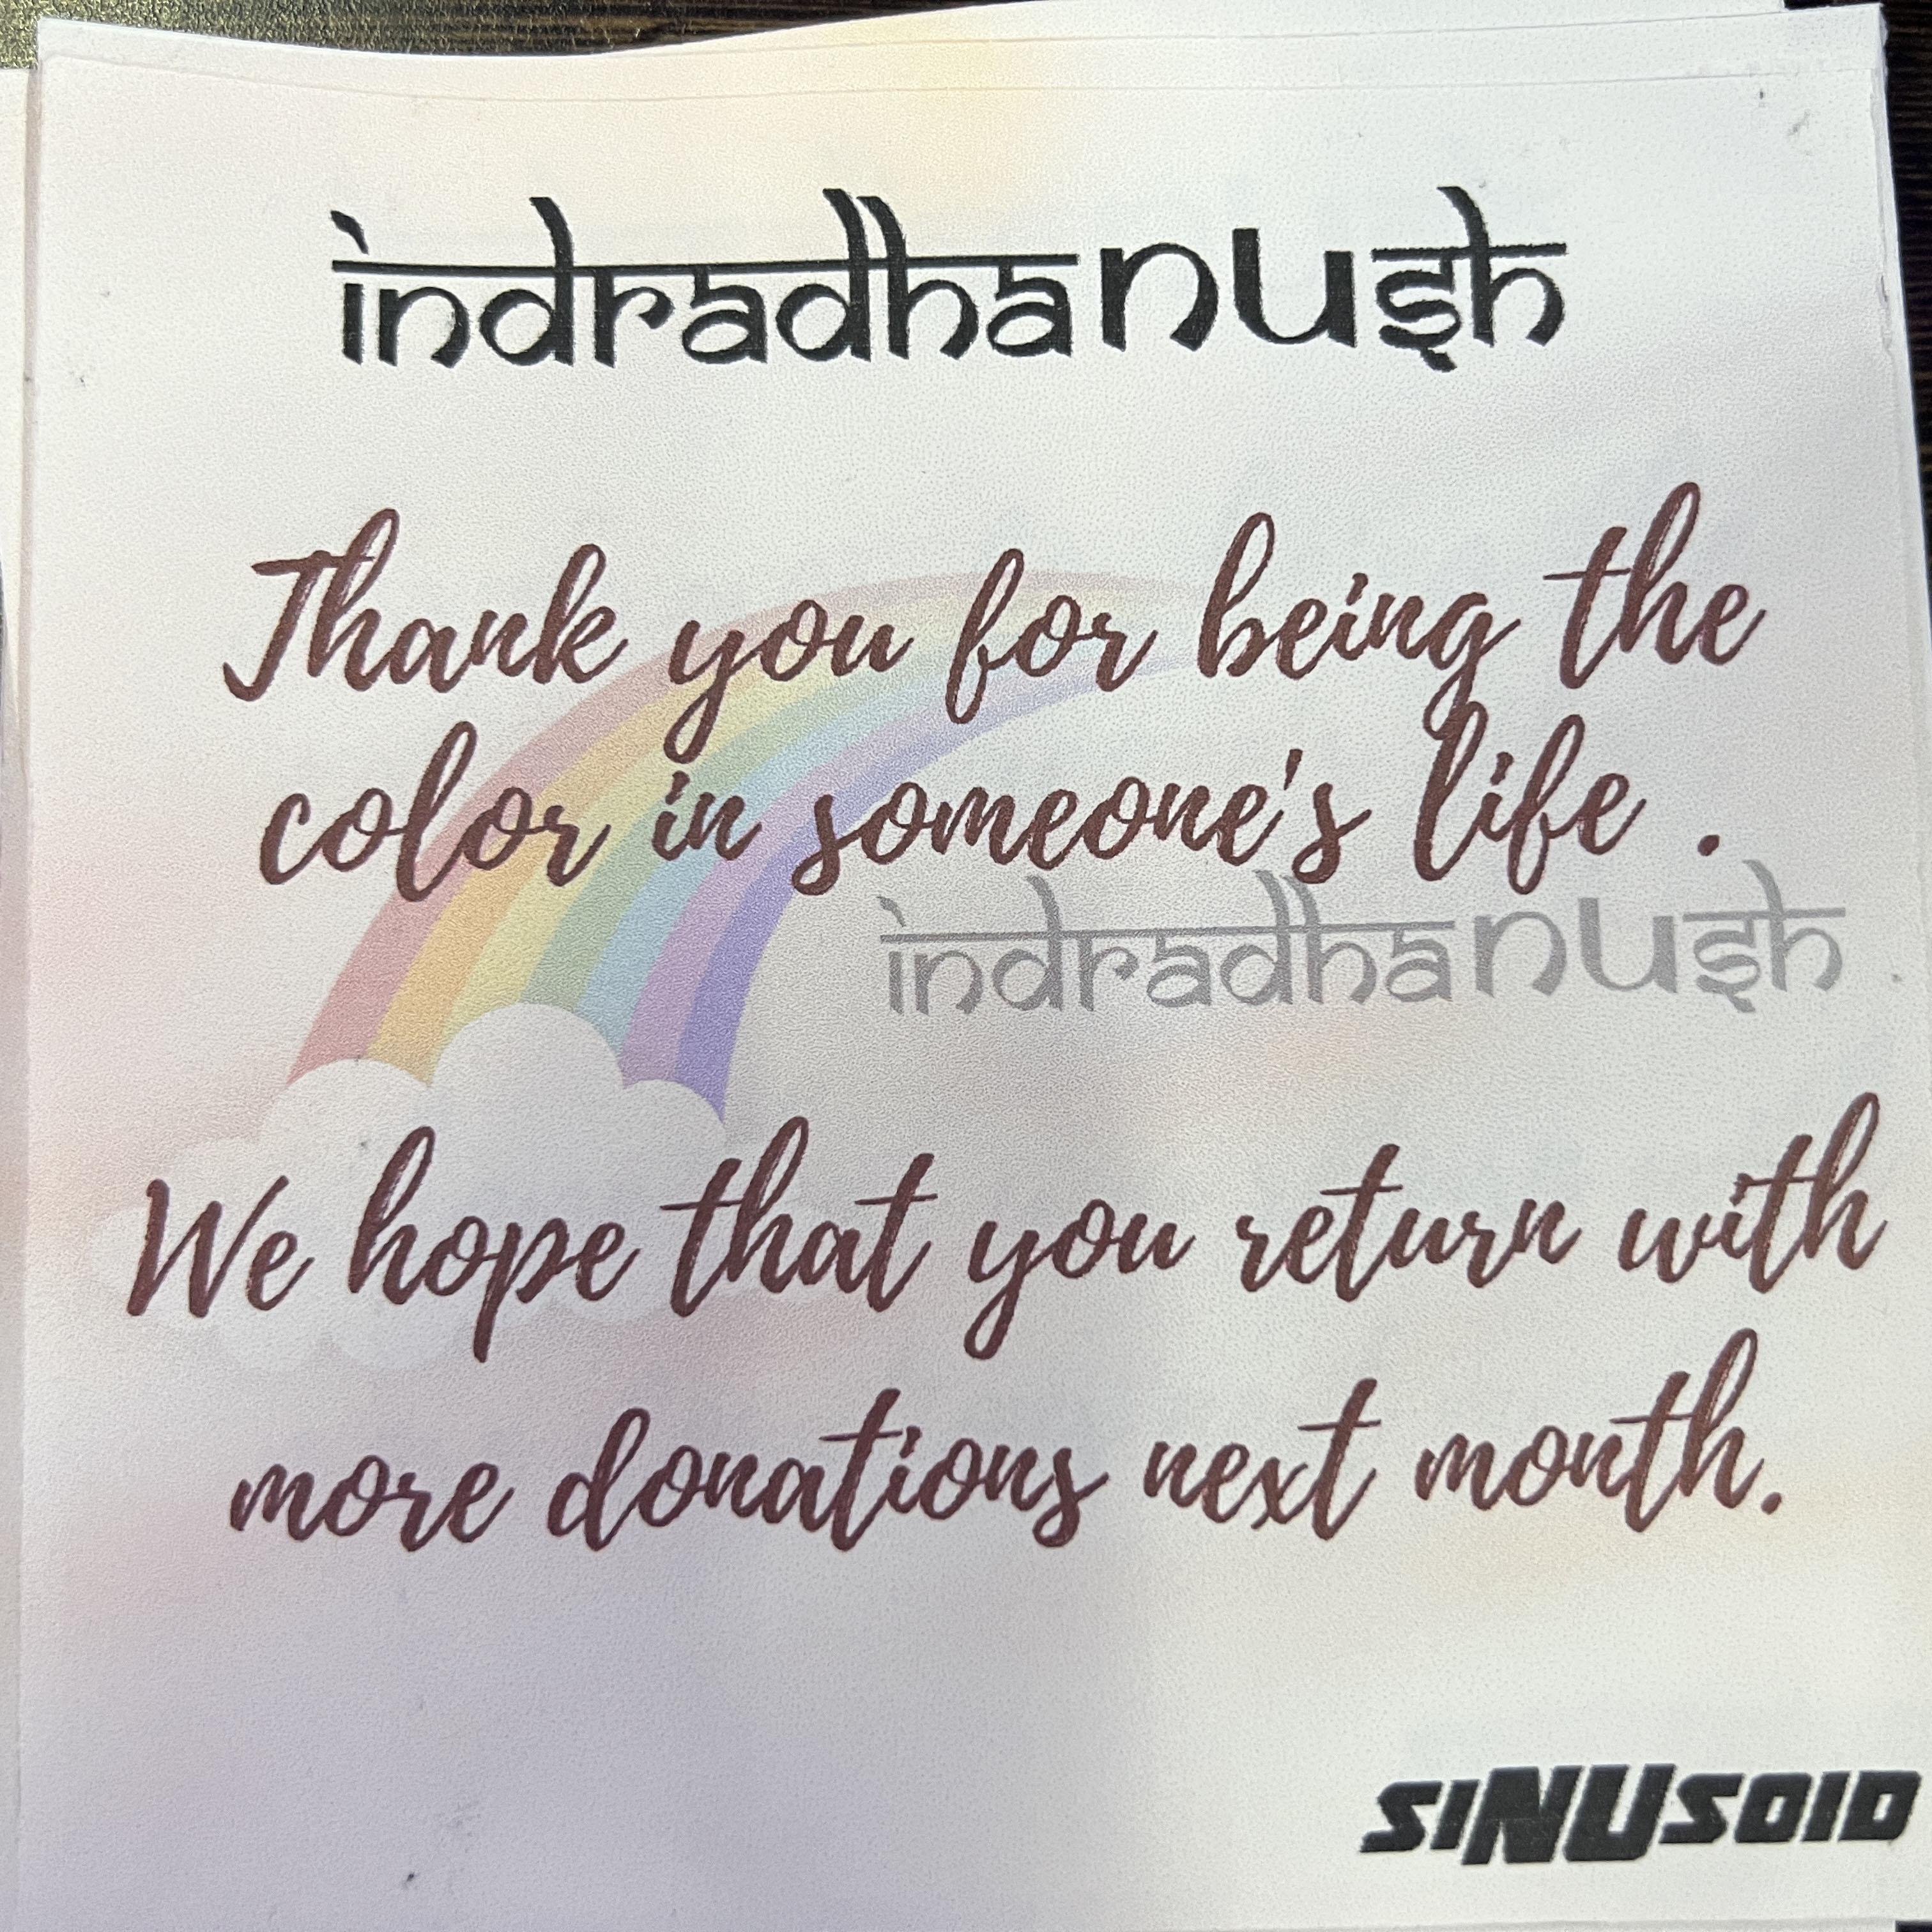 indradhaNUsh
Thank you for being the
color in someone's life .
indradhaNUsh
We hope that you return with
more donations next month.
SiNUSOID